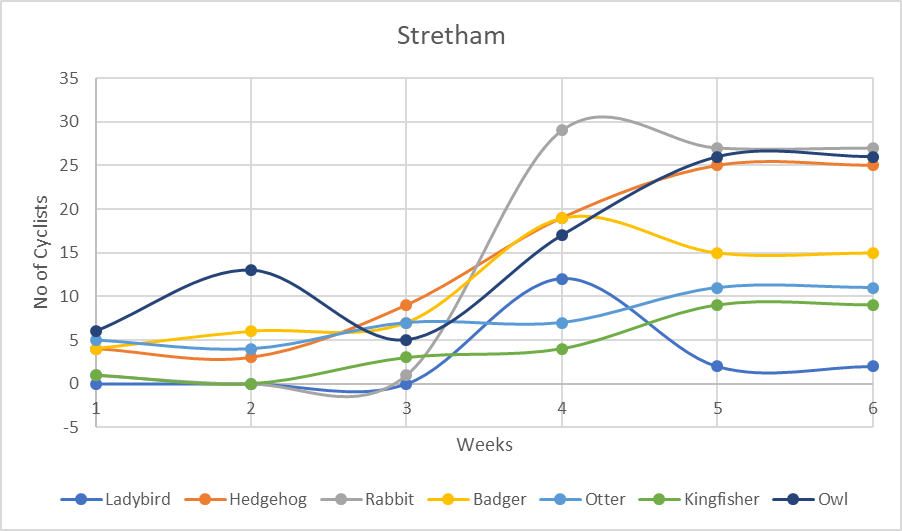 Stretham
35
30
25
20
15
10
5
0
-5
No of Cyclists
1 2 3 4 5 6
Weeks
Ladybird Hedgehog Rabbit Badger Otter Kingfisher Owl